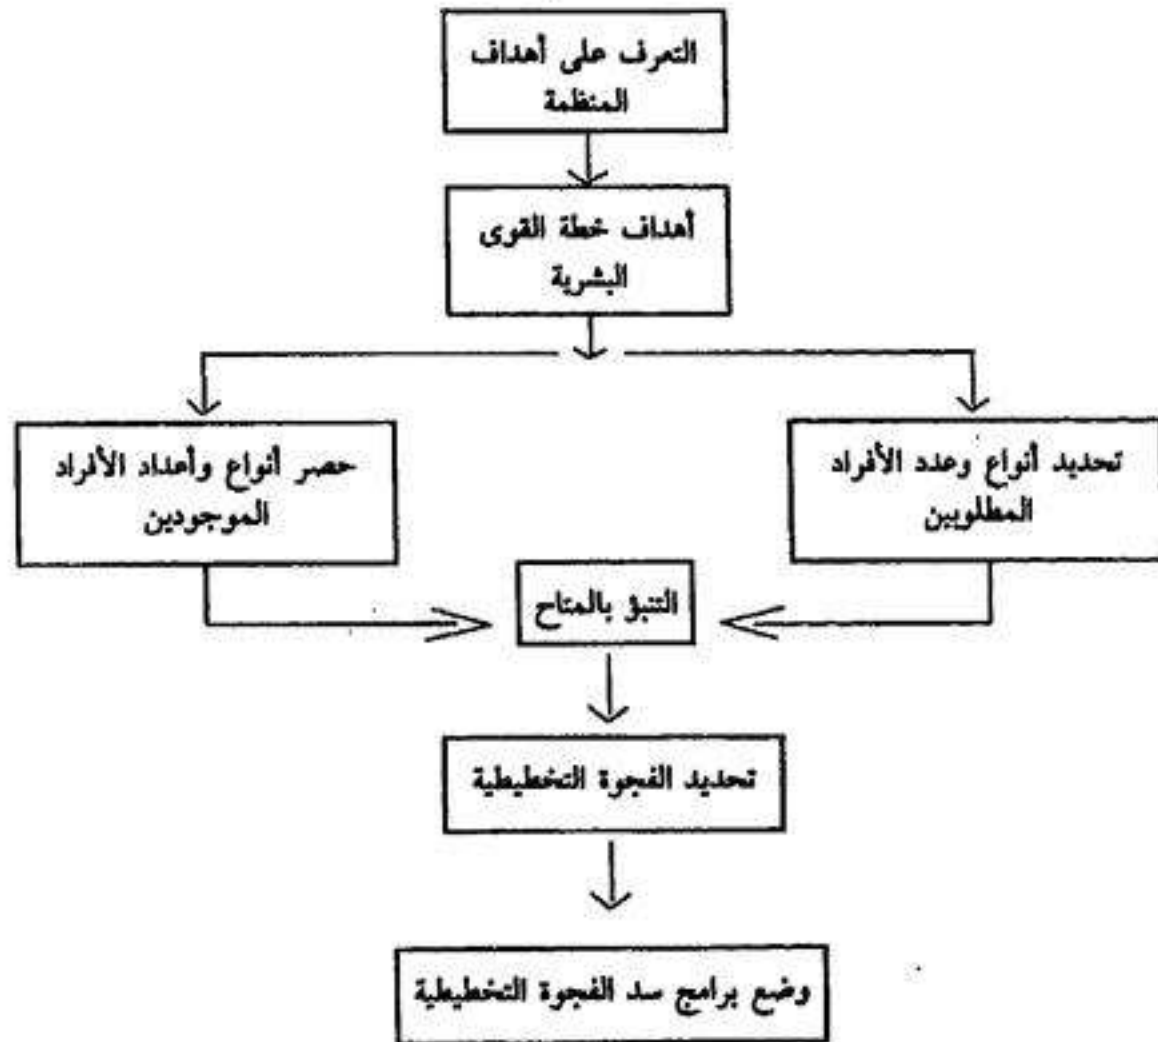 التعرف على أهداف
المنظمة
أهداف خطة القوى
البشرية
تحديد أنواع وعدد الأفراد
المطلوبين
حصر أنواع وأعداد الأفراد
الموجودين
التنبؤ بالمتاح
تحديد الفجوة التخطيطية
وضع برامج سد الفجوة التخطيطية